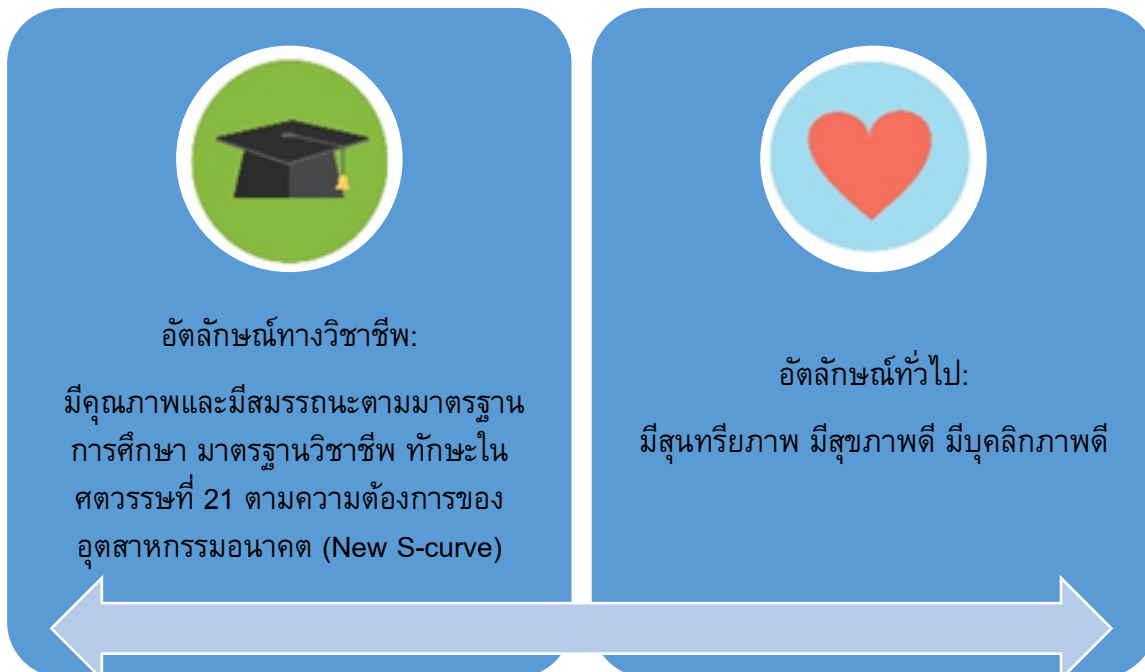 อัตลักษณ์ทางวิชาชีพ:
มีคุณภาพและมีสมรรถนะตามมาตรฐาน
การศึกษา มาตรฐานวิชาชีพ ทักษะใน
ศตวรรษที่ 21 ตามความต้องการของ
อุตสาหกรรมอนาคต (New S-curve)
อัตลักษณ์ทั่วไป:
มีสุนทรียภาพ มีสุขภาพดี มีบุคลิกภาพดี